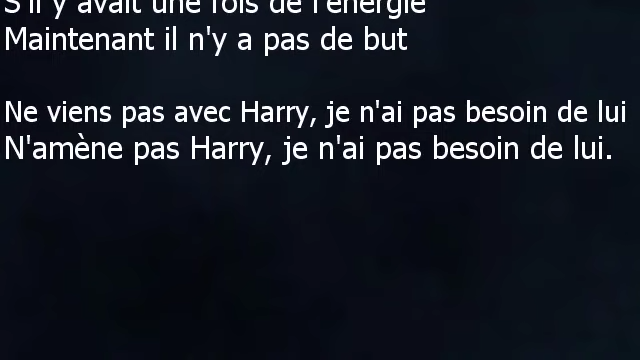 S'il y avait une fois de l'énergie
Maintenant il n'y a pas de but
Ne viens pas avec Harry, je n'ai pas besoin de lui
N'amène pas Harry, je n'ai pas besoin de lui.